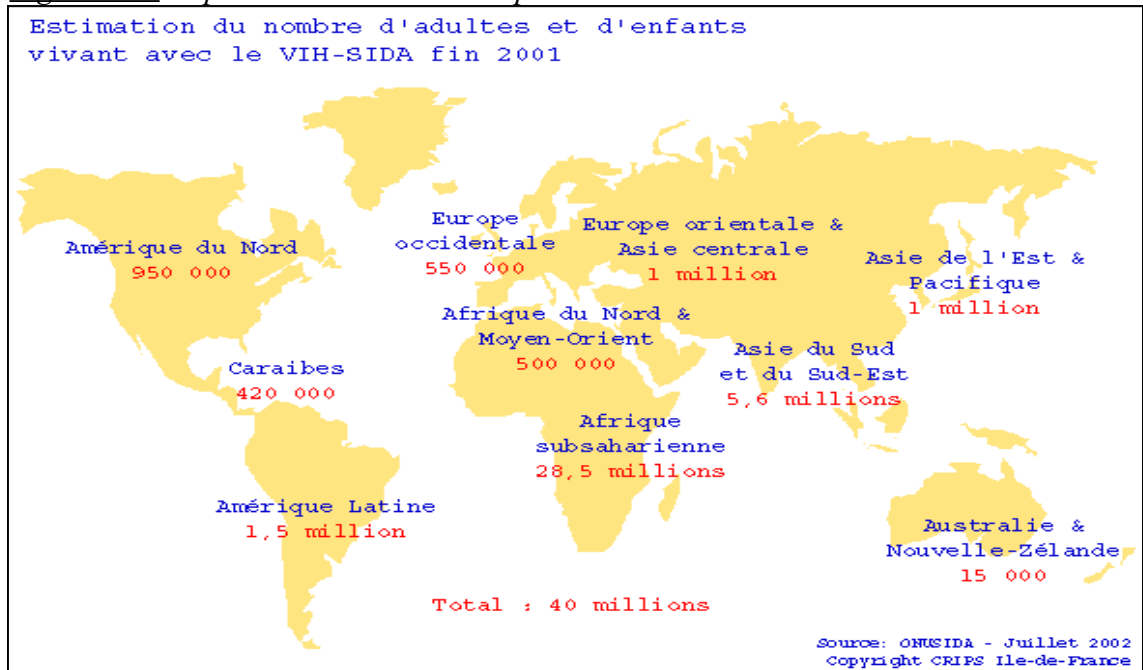 Estimation du nombre d'adultes et d'enfants
vivant avec le VIH-SIDA fin 2001
Europe
occidentale
550 000
Europe orientale &
Asie centrale
1 million
Amérique du Nord
950 000
Asie de l'Est &
Pacifique
1 million
Afrique du Nord &
Moyen-Orient
500 000
Asie du Sud
et du Sud-Est
5,6 millions
Caraibes
420 000
Afrique
subsaharienne
28,5 millions
Amérique Latine
1,5 million
Australie &
Nouvelle-Zélande
15 000
Total : 40 millions
Source: ONUSIDA - Juillet 2002
Copyright CRIPS Ile-de-France